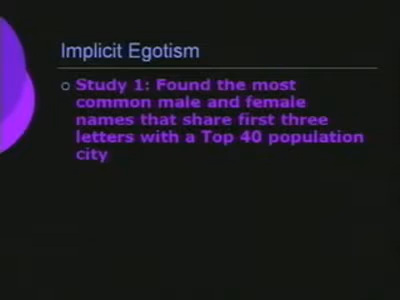 Implicit Egotism
Study 1: Found the most
common male and female
names that share first three
letters with a Top 40 population
city